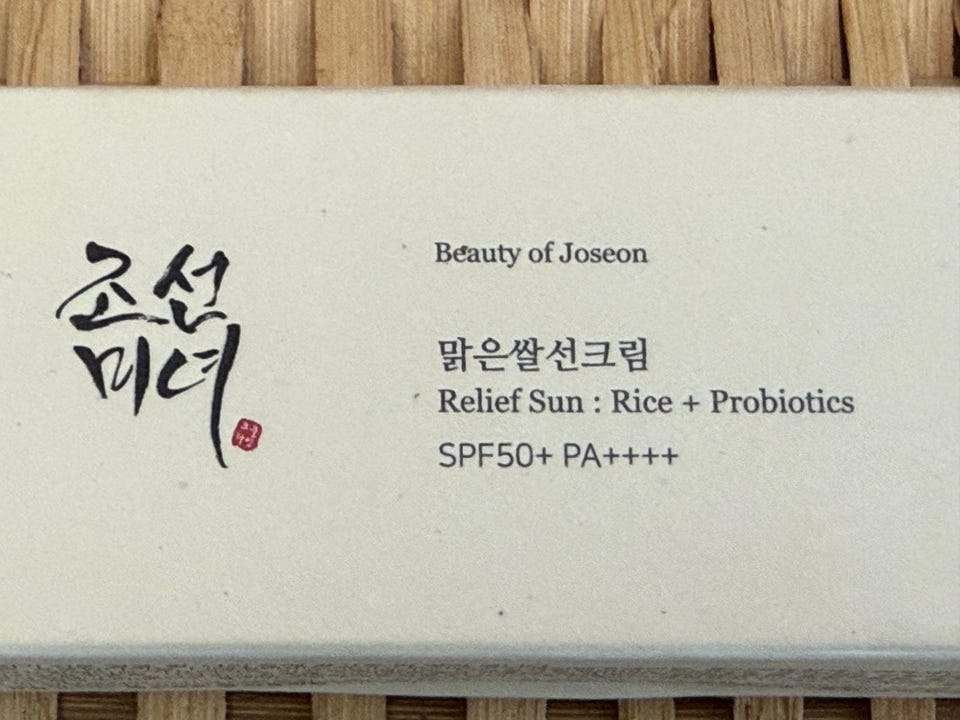 조선
미녀
Beauty of Joseon
맑은쌀선크림
Relief Sun : Rice + Probiotics
SPF50+ PA++++